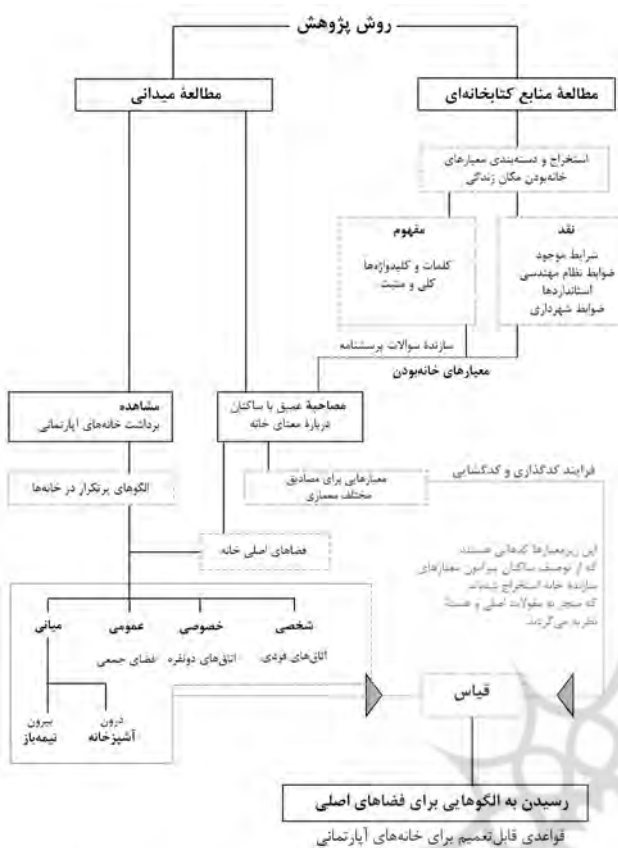 روش پژوهش
مطالعهٔ منابع کتابخانه‌ای
مطالعهٔ میدانی
استخراج و دسته‌بندی معیارهای
خانه‌بودن مکان زندگی
نقد
شرایط موجود
ضوابط نظام مهندسی
استانداردها
ضوابط شهرداری
مفهوم
کلمات و کلیدواژه‌ها
کلی و مثبت
سازندهٔ سوالات پرسشنامه
معیارهای خانه‌بودن
مصاحبهٔ عمیق با ساکنان
دربارهٔ معنای خانه
مشاهده
برداشت خانه‌های آپارتمانی
فرایند کدگذاری و کدگشایی
معیارهایی برای مصادیق
مختلف معماری
الگوهای پرتکرار در خانه‌ها
فضاهای اصلی خانه
این زیرمعیارها کدهایی هستند
که از توصیف ساکنان پیرامون معیارهای
سازنده خانه استخراج شده‌اند
که منجر به مقولات اصلی و هستهٔ
نظریه می‌گردند.
شخصی
اتاق‌های فردی
خصوصی
اتاق‌های دونفره
عمومی
فضای جمعی
میانی
درون
آشپزخانه
بیرون
نیمه‌باز
قیاس
رسیدن به الگوهایی برای فضاهای اصلی
قواعدی قابل‌تعمیم برای خانه‌های آپارتمانی